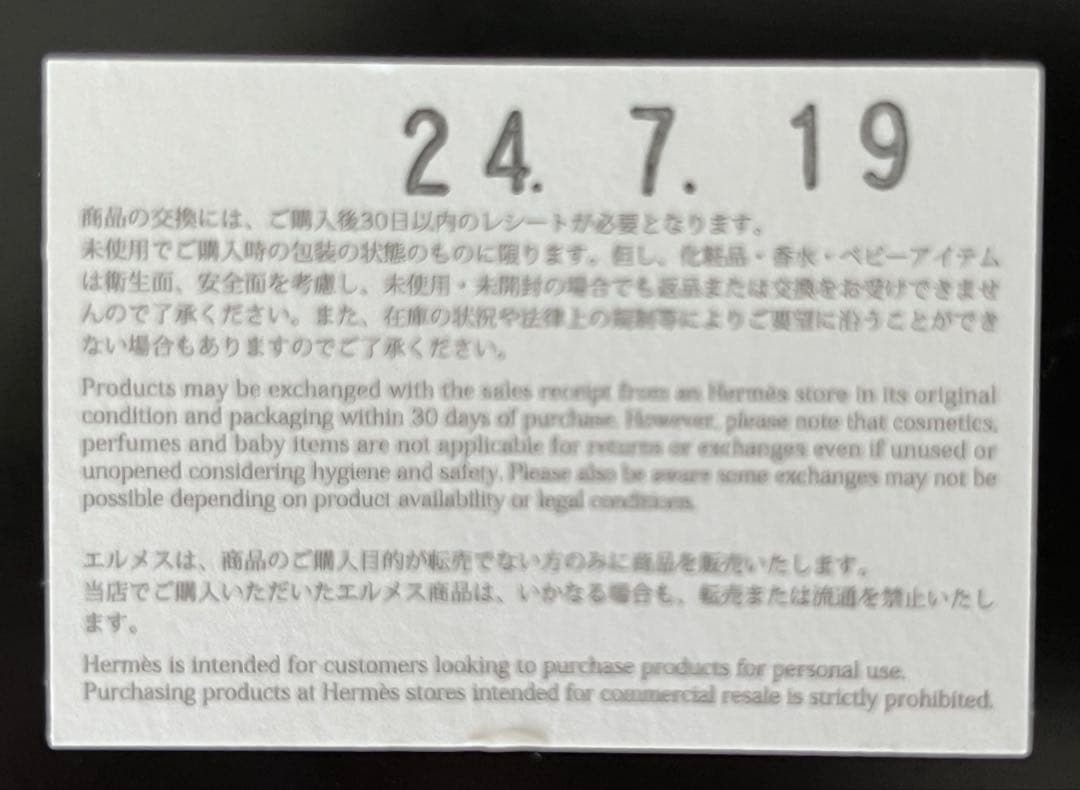 24. 7. 19
商品の交換には、ご購入後30日以内のレシートが必要となります。
未使用でご購入時の包装の状態のものに限ります。但し、化粧品・香水・ベビーアイテム
は衛生面、安全面を考慮し、未使用・未開封の場合でも返品または交換をお受けできませ
んので了承ください。また、在庫の状況や法律上の規制等によりご要望に沿うことができ
ない場合もありますのでご了承ください。
Products may be exchanged with the sales receipt from an Hermès store in its original
condition and packaging within 30 days of purchase. However, please note that cosmetics,
perfumes and baby items are not applicable for returns or exchanges even if unused or
unopened considering hygiene and safety. Please also be aware some exchanges may not be
possible depending on product availability or legal conditions.
エルメスは、商品のご購入目的が転売でない方のみに商品を販売いたします。
当店でご購入いただいたエルメス商品は、いかなる場合も、転売または流通を禁止いたし
ます。
Hermès is intended for customers looking to purchase products for personal use.
Purchasing products at Hermès stores intended for commercial resale is strictly prohibited.